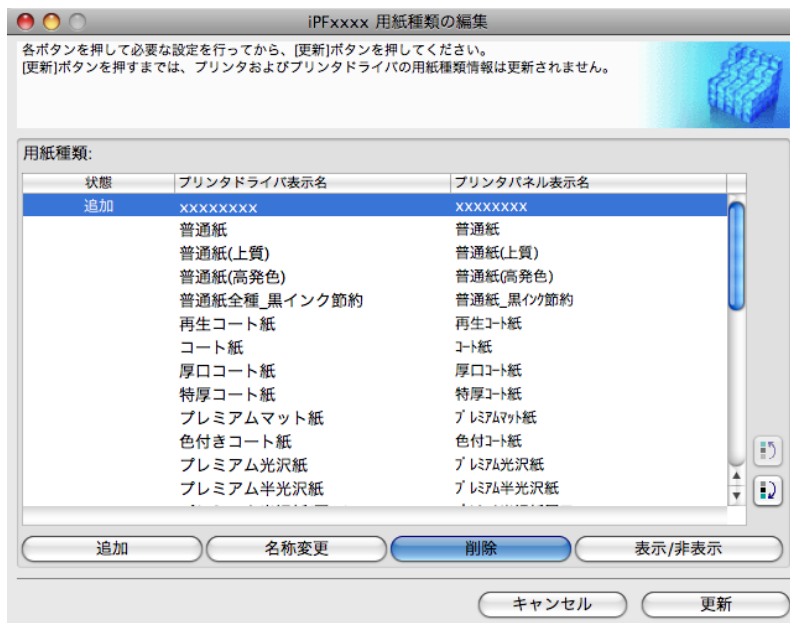 iPFxxxx 用紙種類の編集
各ボタンを押して必要な設定を行ってから、[更新]ボタンを押してください。
[更新]ボタンを押すまでは、プリンタおよびプリンタドライバの用紙種類情報は更新されません。
用紙種類:
状態 プリンタドライバ表示名 プリンタパネル表示名
追加 xxxxxxxx xxxxxxxx
普通紙 普通紙
普通紙(上質) 普通紙(上質)
普通紙(高発色) 普通紙(高発色)
普通紙全種_黒インク節約 普通紙_黒ｲﾝｸ節約
再生コート紙 再生ｺｰﾄ紙
コート紙 ｺｰﾄ紙
厚口コート紙 厚口ｺｰﾄ紙
特厚コート紙 特厚ｺｰﾄ紙
プレミアムマット紙 ﾌﾟﾚﾐｱﾑﾏｯﾄ紙
色付きコート紙 色付ｺｰﾄ紙
プレミアム光沢紙 ﾌﾟﾚﾐｱﾑ光沢紙
プレミアム半光沢紙 ﾌﾟﾚﾐｱﾑ半光沢紙
追加 名称変更 削除 表示/非表示
キャンセル 更新